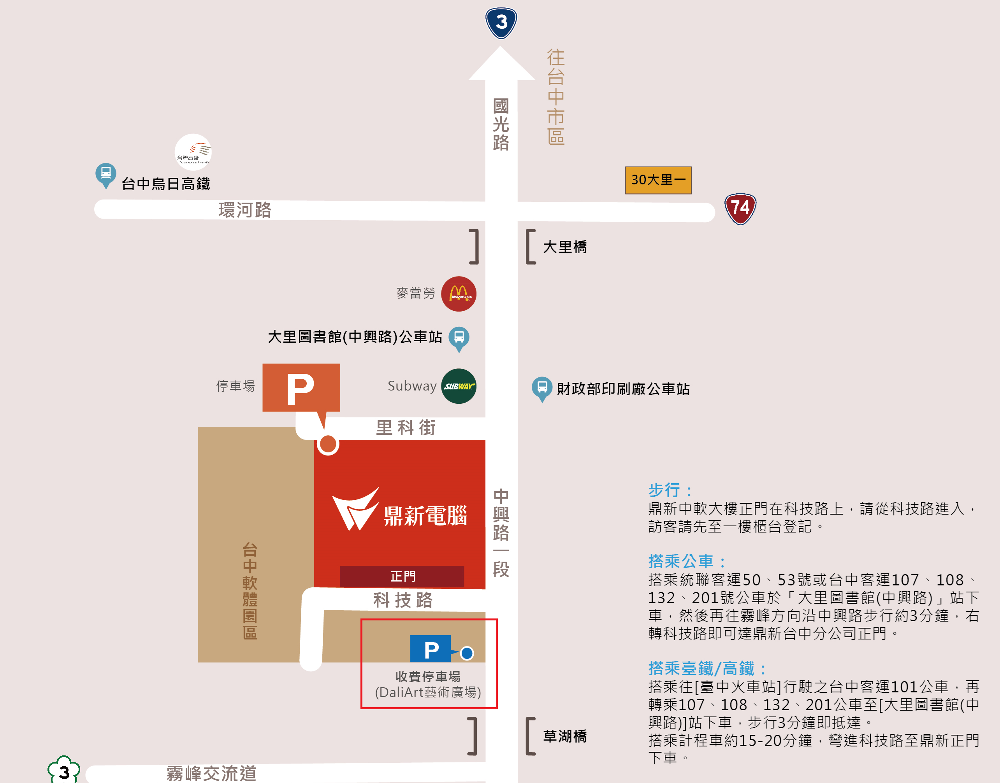 3
往台中市區
國光路
台灣高鐵
台中烏日高鐵
30大里一
環河路
74
大里橋
麥當勞
McDonald's
大里圖書館(中興路)公車站
停車場
P
Subway
SUBWAY
財政部印刷廠公車站
里科街
鼎新電腦
中興路一段
台中軟體園區
正門
科技路
P
收費停車場
(DaliArt藝術廣場)
草湖橋
3
霧峰交流道
步行：
鼎新中軟大樓正門在科技路上，請從科技路進入，
訪客請先至一樓櫃台登記。
搭乘公車：
搭乘統聯客運50、53號或台中客運107、108、
132、201號公車於「大里圖書館(中興路)」站下
車，然後再往霧峰方向沿中興路步行約3分鐘，右
轉科技路即可達鼎新台中分公司正門。
搭乘臺鐵/高鐵：
搭乘往[臺中火車站]行駛之台中客運101公車，再
轉乘107、108、132、201公車至[大里圖書館(中
興路)]站下車，步行3分鐘即抵達。
搭乘計程車約15-20分鐘，彎進科技路至鼎新正門
下車。